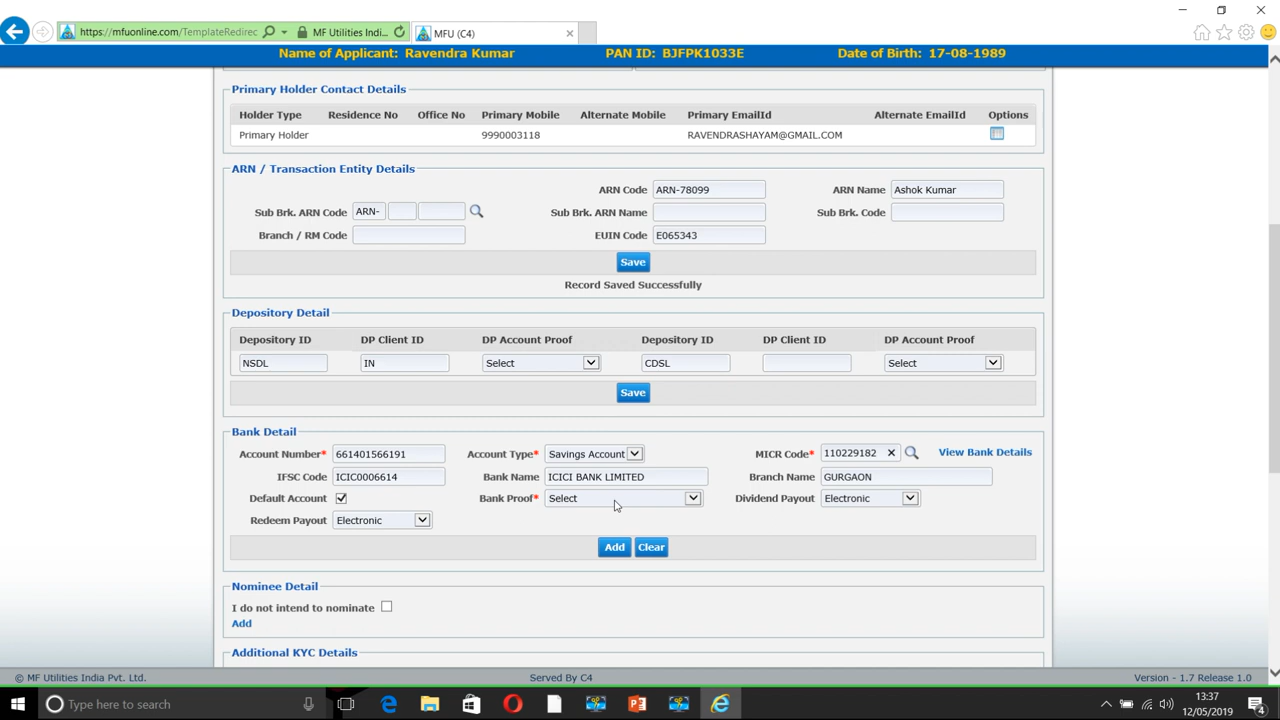 https://mfuonline.com/TemplateRedirec
MF Utilities Indi...
MFU (C4)
Name of Applicant: Ravendra Kumar PAN ID: BJFPK1033E Date of Birth: 17-08-1989
Primary Holder Contact Details
Holder Type Residence No Office No Primary Mobile Alternate Mobile Primary EmailId Alternate EmailId Options
Primary Holder 9990003118 RAVENDRASHAYAM@GMAIL.COM
ARN / Transaction Entity Details
ARN Code ARN-78099 ARN Name Ashok Kumar
Sub Brk. ARN Code ARN- Sub Brk. ARN Name Sub Brk. Code
Branch / RM Code EUIN Code E065343
Save
Record Saved Successfully
Depository Detail
Depository ID DP Client ID DP Account Proof Depository ID DP Client ID DP Account Proof
NSDL IN Select CDSL Select
Save
Bank Detail
Account Number* 661401566191 Account Type* Savings Account MICR Code* 110229182 View Bank Details
IFSC Code ICIC0006614 Bank Name ICICI BANK LIMITED Branch Name GURGAON
Default Account Bank Proof* Select Dividend Payout Electronic
Redeem Payout Electronic
Add Clear
Nominee Detail
I do not intend to nominate
Add
Additional KYC Details
© MF Utilities India Pvt. Ltd. Served By C4 Version - 1.7 Release 1.0
Type here to search
13:37
12/05/2019
4